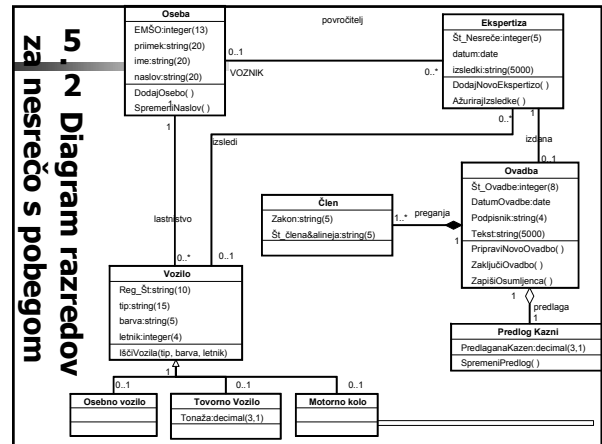 5.2 Diagram razredov
za nesrečo s pobegom
Oseba
EMŠO:integer(13)
priimek:string(20)
ime:string(20)
naslov:string(20)
DodajOsebo( )
SpremeniNaslov( )
1
1
0..1
VOZNIK
povročitelj
0..*
Ekspertiza
Št_Nesreče:integer(5)
datum:date
izsledki:string(5000)
DodajNovoEkspertizo( )
AžurirajIzsledke( )
0..*
1
izsledi
izdana
0..1
Ovadba
Št_Ovadbe:integer(8)
DatumOvadbe:date
Podpisnik:string(4)
Tekst:string(5000)
PripraviNovoOvadbo( )
ZaključiOvadbo( )
ZapišiOsumljenca( )
Člen
Zakon:string(5)
Št_člena&alineja:string(5)
1..*
preganja
1
lastništvo
0..*
0..1
Vozilo
Reg_Št:string(10)
tip:string(15)
barva:string(5)
letnik:integer(4)
IščiVozila(tip, barva, letnik)
1
1
predlaga
1
Predlog Kazni
PredlaganaKazen:decimal(3,1)
SpremeniPredlog( )
0..1
0..1
0..1
Osebno vozilo
Tovorno Vozilo
Tonaža:decimal(3,1)
Motorno kolo